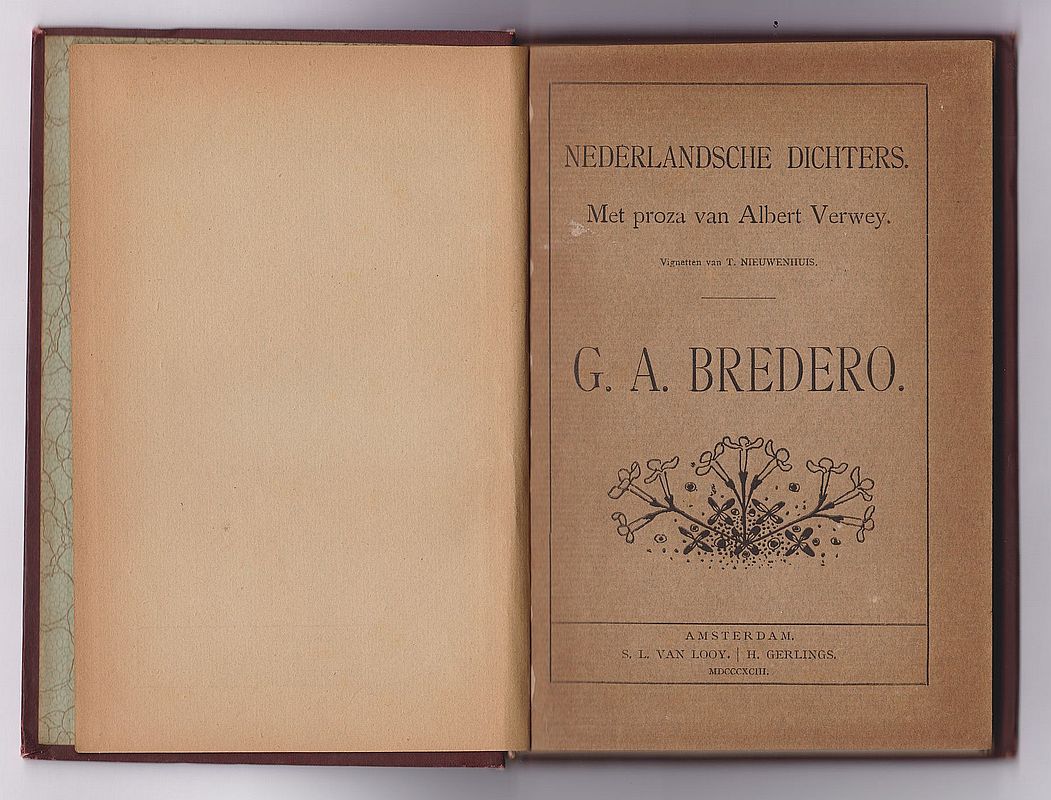 NEDERLANDSCHE DICHTERS.
Met proza van Albert Verwey.
Vignetten van T. NIEUWENHUIS.
G. A. BREDERO.
AMSTERDAM.
S. L. VAN LOOY. | H. GERLINGS.
MDCCCXCIII.